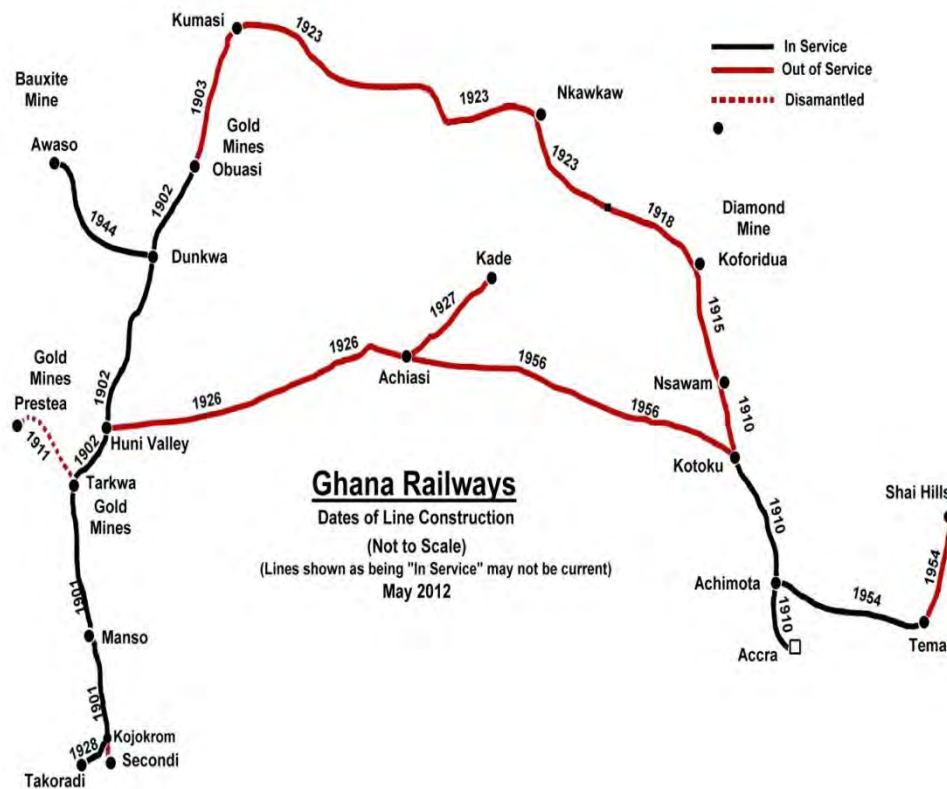 Kumasi
1923
In Service
Out of Service
Disamantled
Bauxite
Mine
1903
1923
Nkawkaw
Gold
Mines
Obuasi
Awaso
1923
1902
1944
1918
Diamond
Mine
Koforidua
Dunkwa
Kade
1927
1915
1926
Achiasi
1956
Nsawam
Gold
Mines
Prestea
1902
1926
1956
1910
1911
1902
Huni Valley
Kotoku
Tarkwa
Gold
Mines
Ghana Railways
Dates of Line Construction
(Not to Scale)
(Lines shown as being "In Service" may not be current)
May 2012
Shai Hills
1910
1954
Achimota
1954
1910
Tema
Accra
1901
Manso
1901
Kojokrom
1928
Secondi
Takoradi